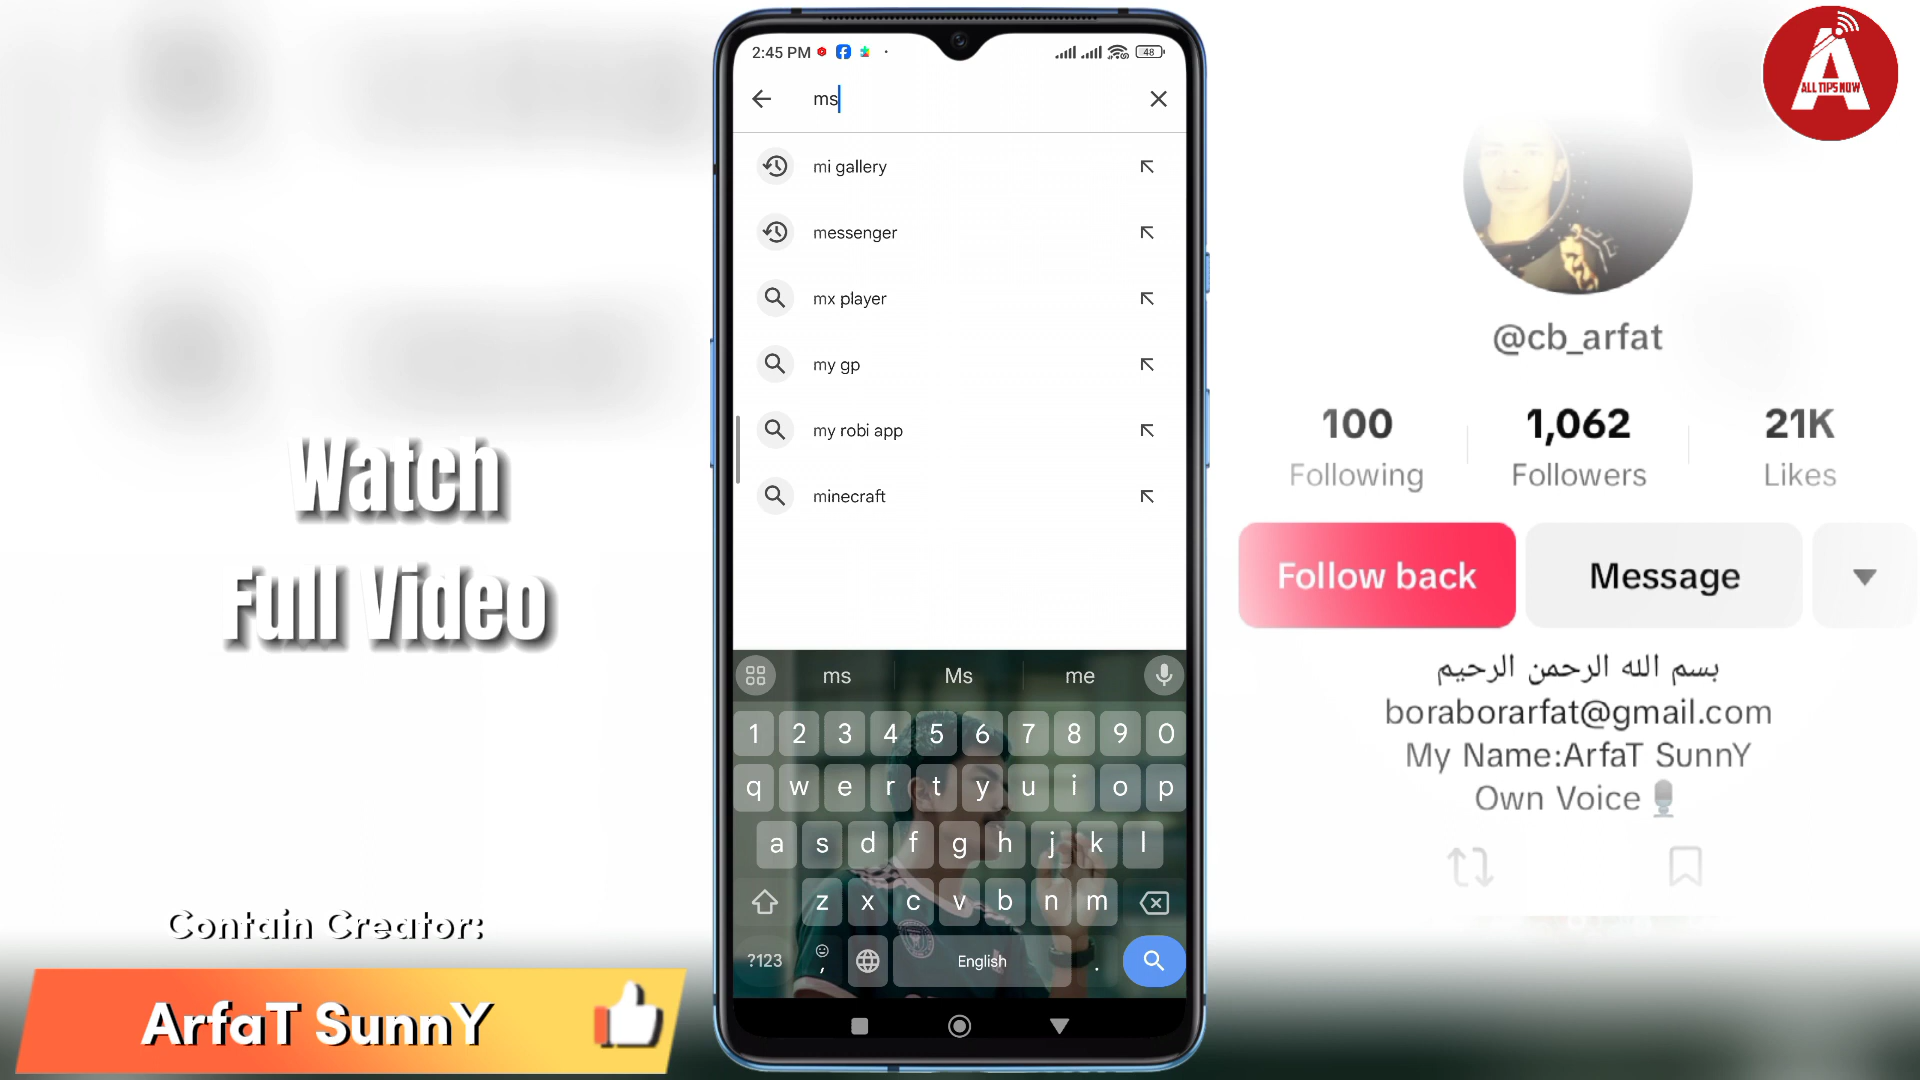 2:45 PM
48
ms
mi gallery
messenger
mx player
my gp
my robi app
minecraft
ms Ms me
1 2 3 4 5 6 7 8 9 0
q w e r t y u i o p
a s d f g h j k l
z x c v b n m
?123 , English .
Watch
Full Video
Contain Creator:
ArfaT SunnY
A
ALL TIPS NOW
@cb_arfat
100 1,062 21K
Following Followers Likes
Follow back Message
بسم الله الرحمن الرحيم
boraborarfat@gmail.com
My Name:ArfaT SunnY
Own Voice